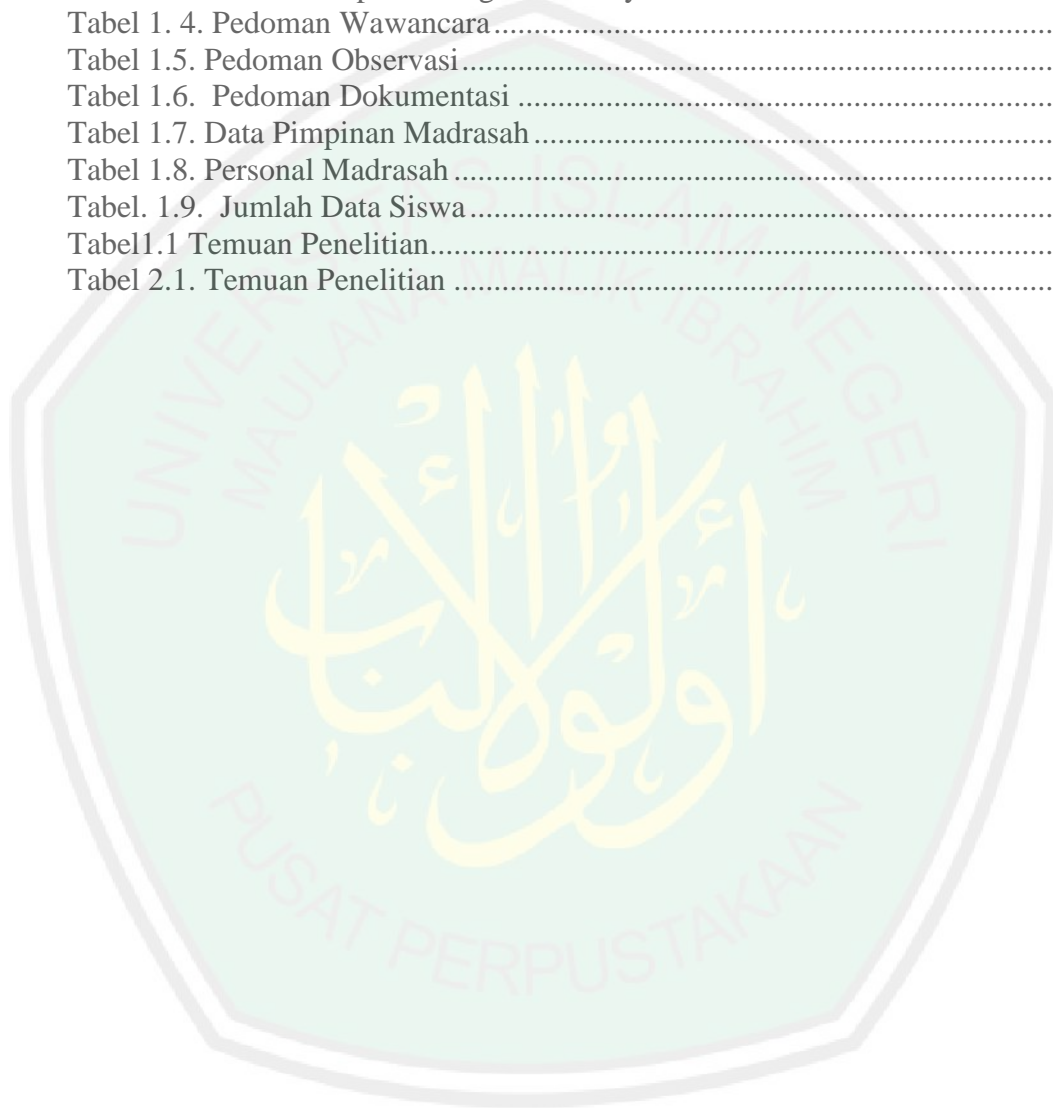 Tabel 1. 4. Pedoman Wawancara....................................................................
Tabel 1.5. Pedoman Observasi........................................................................
Tabel 1.6.  Pedoman Dokumentasi .................................................................
Tabel 1.7. Data Pimpinan Madrasah...............................................................
Tabel 1.8. Personal Madrasah.........................................................................
Tabel. 1.9.  Jumlah Data Siswa.......................................................................
Tabel1.1 Temuan Penelitian............................................................................
Tabel 2.1. Temuan Penelitian .........................................................................
UNIVERSITAS ISLAM NEGERI
MAULANA MALIK IBRAHIM
أولوا الألباب
PUSAT PERPUSTAKAAN